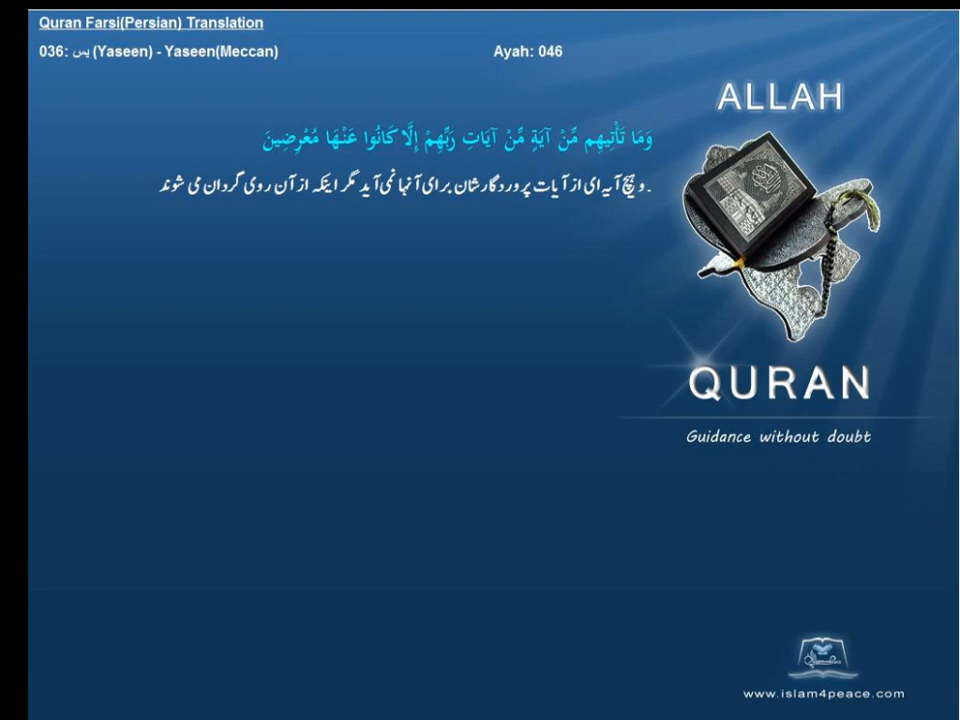 Quran Farsi(Persian) Translation
036: يس (Yaseen) - Yaseen(Meccan) Ayah: 046
وَمَا تَأْتِيهِم مِّنْ آيَةٍ مِّنْ آيَاتِ رَبِّهِمْ إِلَّا كَانُوا عَنْهَا مُعْرِضِينَ
. و هیچ آیه ای از آیات پروردگارشان برای آنها نمی آید مگر اینکه از آن روی گردان می شوند
ALLAH
QURAN
Guidance without doubt
www.islam4peace.com